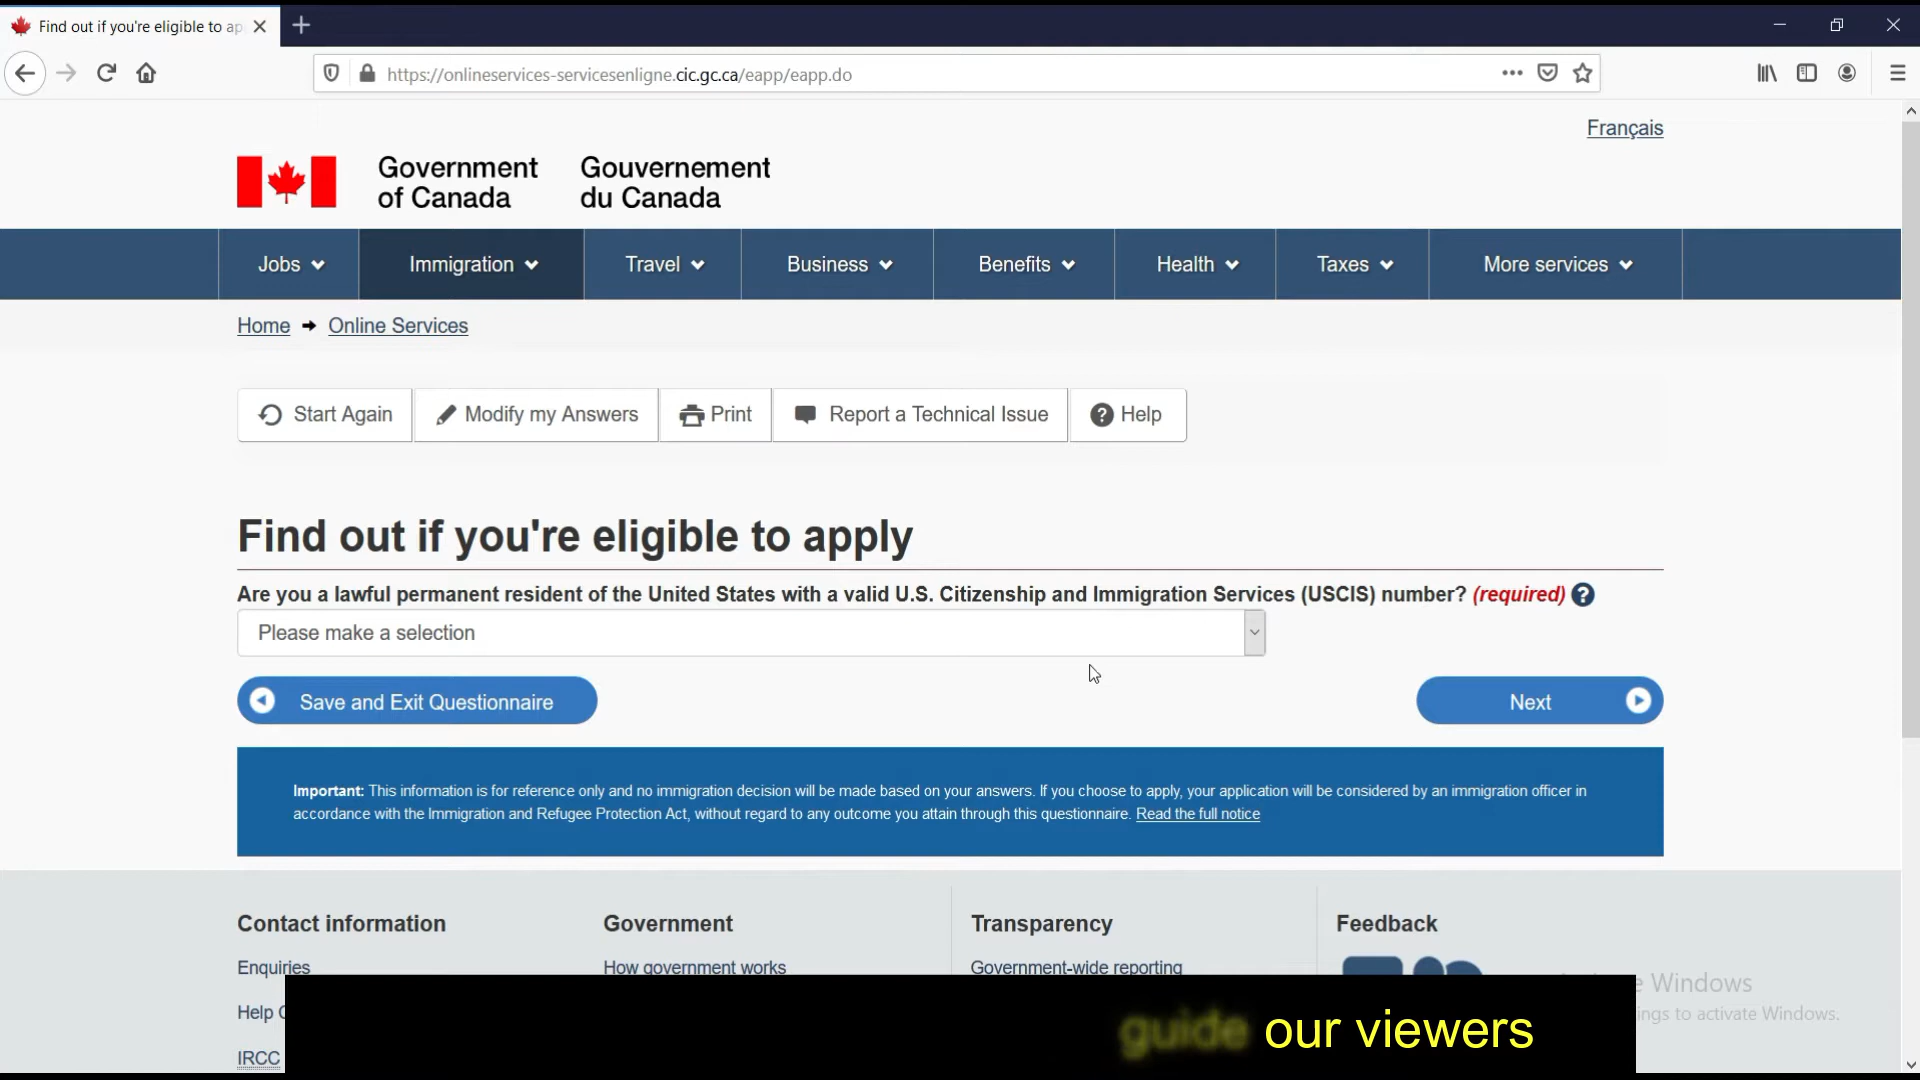 Find out if you're eligible to ap
https://onlineservices-servicesenligne.cic.gc.ca/eapp/eapp.do
Français
Government
of Canada
Gouvernement
du Canada
Jobs
Immigration
Travel
Business
Benefits
Health
Taxes
More services
Home
Online Services
Start Again
Modify my Answers
Print
Report a Technical Issue
Help
Find out if you're eligible to apply
Are you a lawful permanent resident of the United States with a valid U.S. Citizenship and Immigration Services (USCIS) number? (required)
Please make a selection
Save and Exit Questionnaire
Next
Important: This information is for reference only and no immigration decision will be made based on your answers. If you choose to apply, your application will be considered by an immigration officer in
accordance with the Immigration and Refugee Protection Act, without regard to any outcome you attain through this questionnaire. Read the full notice
Contact information
Government
Transparency
Feedback
Enquiries
How government works
Government-wide reporting
Help
e Windows
ings to activate Windows.
IRCC
guide our viewers